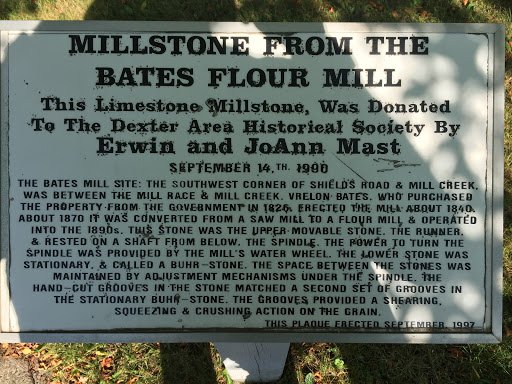 MILLSTONE FROM THE
BATES FLOUR MILL
This Limestone Millstone, Was Donated
To The Dexter Area Historical Society By
Erwin and JoAnn Mast
SEPTEMBER 14, TH. 1990
THE BATES MILL SITE: THE SOUTHWEST CORNER OF SHIELDS ROAD & MILL CREEK,
WAS BETWEEN THE MILL RACE & MILL CREEK. VRELON BATES, WHO PURCHASED
THE PROPERTY FROM THE GOVERNMENT IN 1826, ERECTED THE MILL ABOUT 1840.
ABOUT 1870 IT WAS CONVERTED FROM A SAW MILL TO A FLOUR MILL & OPERATED
INTO THE 1890s. THIS STONE WAS THE UPPER MOVABLE STONE, THE RUNNER,
& RESTED ON A SHAFT FROM BELOW, THE SPINDLE. THE POWER TO TURN THE
SPINDLE WAS PROVIDED BY THE MILL'S WATER WHEEL. THE LOWER STONE WAS
STATIONARY, & CALLED A BUHR-STONE. THE SPACE BETWEEN THE STONES WAS
MAINTAINED BY ADJUSTMENT MECHANISMS UNDER THE SPINDLE. THE
HAND-CUT GROOVES IN THE STONE MATCHED A SECOND SET OF GROOVES IN
THE STATIONARY BUHR-STONE. THE GROOVES PROVIDED A SHEARING,
SQUEEZING & CRUSHING ACTION ON THE GRAIN.
THIS PLAQUE ERECTED SEPTEMBER, 1997